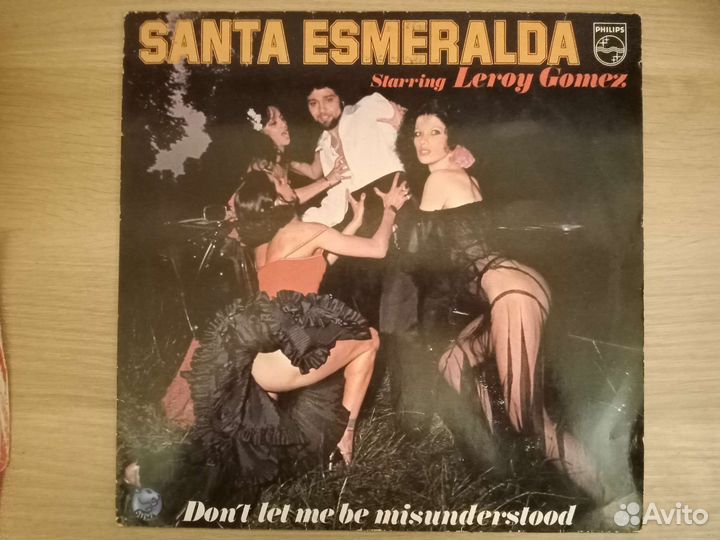 SANTA ESMERALDA
PHILIPS
Starring Leroy Gomez
Don't let me be misunderstood
Avito